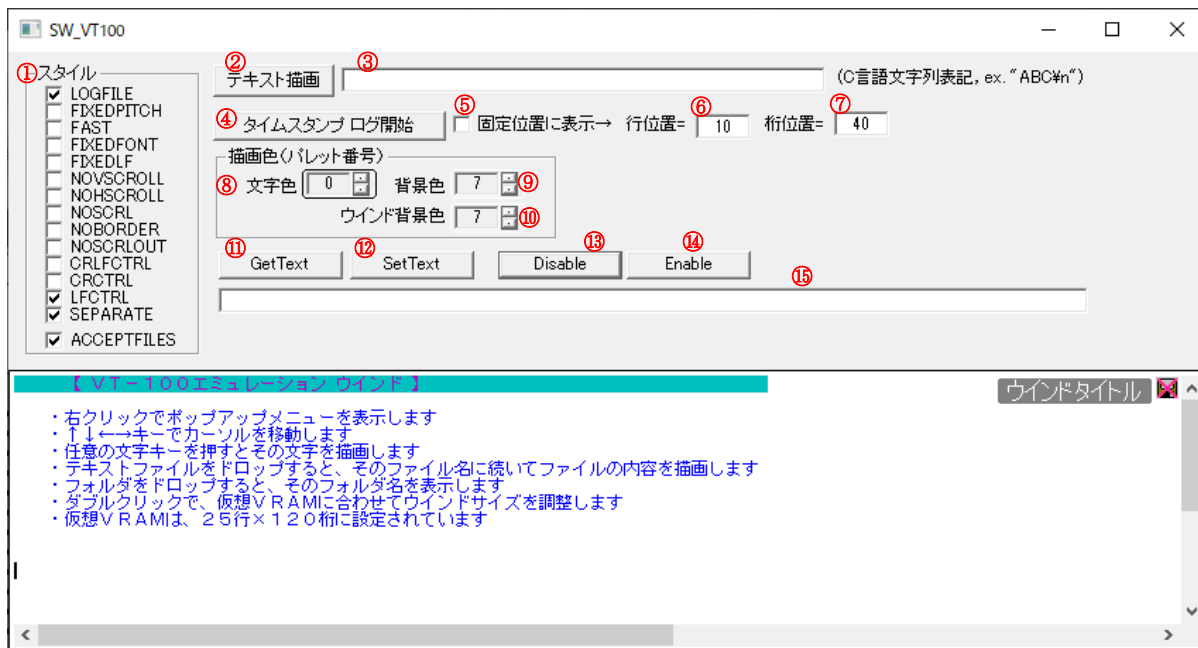 SW_VT100
①スタイル
LOGFILE
FIXEDPITCH
FAST
FIXEDFONT
FIXEDLF
NOVSCROLL
NOHSCROLL
NOSCRL
NOBORDER
NOSCRLOUT
CRLFCTRL
CRCTRL
LFCTRL
SEPARATE
ACCEPTFILES
② テキスト描画 ③ (C言語文字列表記, ex."ABC¥n")
④ タイムスタンプ ログ開始 ⑤ 固定位置に表示→ 行位置= ⑥ 10 桁位置= ⑦ 40
描画色(パレット番号)
⑧ 文字色 0 背景色 7 ⑨
ウインド背景色 7 ⑩
⑪ GetText ⑫ SetText ⑬ Disable ⑭ Enable
⑮
【 VT-100エミュレーション ウインド 】
ウインドタイトル
・右クリックでポップアップメニューを表示します
・↑↓←→キーでカーソルを移動します
・任意の文字キーを押すとその文字を描画します
・テキストファイルをドロップすると、そのファイル名に続いてファイルの内容を描画します
・フォルダをドロップすると、そのフォルダ名を表示します
・ダブルクリックで、仮想VRAMに合わせてウインドサイズを調整します
・仮想VRAMは、25行×120桁に設定されています